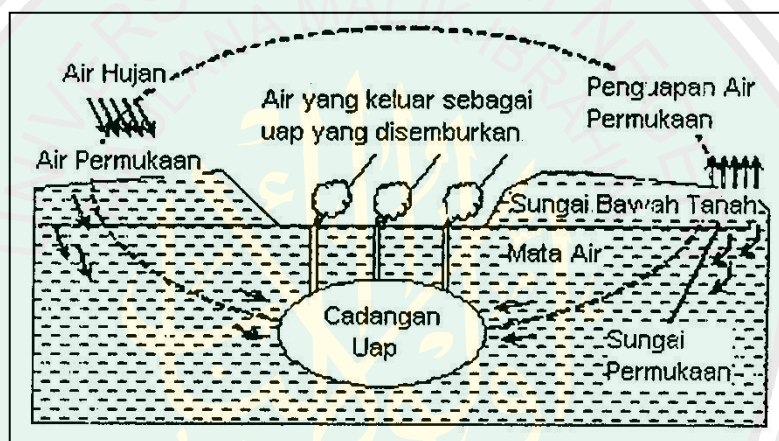 Air Hujan
Air Permukaan
Air yang keluar sebagai
uap yang disemburkan
Penguapan Air
Permukaan
Sungai Bawah Tanah
Mata Air
Cadangan
Uap
Sungai
Permukaan